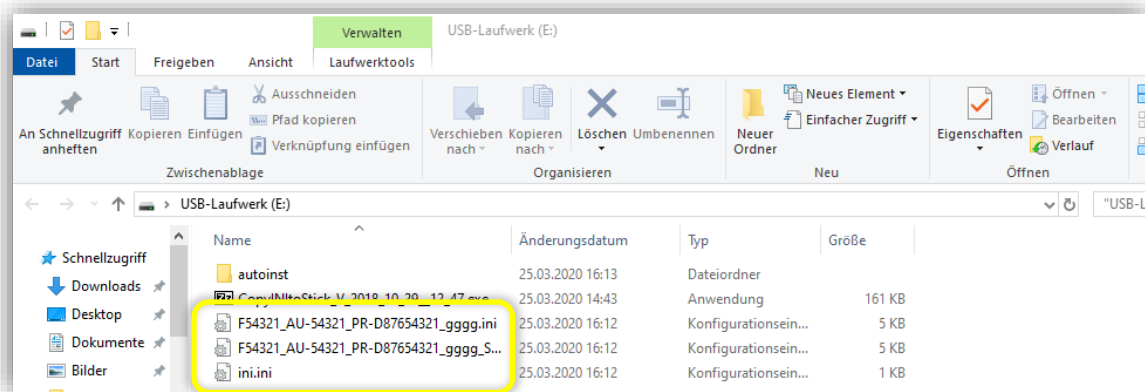 Verwalten USB-Laufwerk (E:)
Datei Start Freigeben Ansicht Laufwerktools
An Schnellzugriff anheften
Kopieren
Einfügen
Ausschneiden
Pfad kopieren
Verknüpfung einfügen
Zwischenablage
Verschieben nach
Kopieren nach
Löschen
Umbenennen
Organisieren
Neuer Ordner
Neues Element
Einfacher Zugriff
Neu
Eigenschaften
Öffnen
Bearbeiten
Verlauf
Öffnen
USB-Laufwerk (E:) "USB-L
Schnellzugriff
Downloads
Desktop
Dokumente
Bilder
Name Änderungsdatum Typ Größe
autoinst 25.03.2020 16:13 Dateiordner
CopyINItoStick_V_2018_10_29__12_47.exe 25.03.2020 14:43 Anwendung 161 KB
F54321_AU-54321_PR-D87654321_gggg.ini 25.03.2020 16:12 Konfigurationsein... 5 KB
F54321_AU-54321_PR-D87654321_gggg_S... 25.03.2020 16:12 Konfigurationsein... 5 KB
ini.ini 25.03.2020 16:12 Konfigurationsein... 1 KB